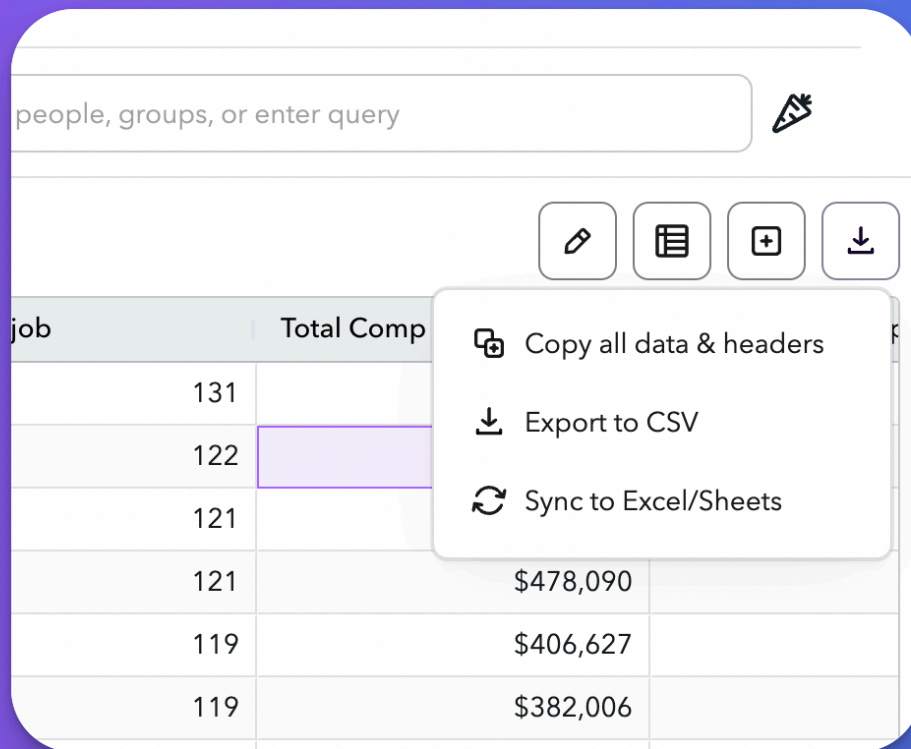 people, groups, or enter query
job
Total Comp
Copy all data & headers
131
Export to CSV
122
Sync to Excel/Sheets
121
121
$478,090
119
$406,627
119
$382,006